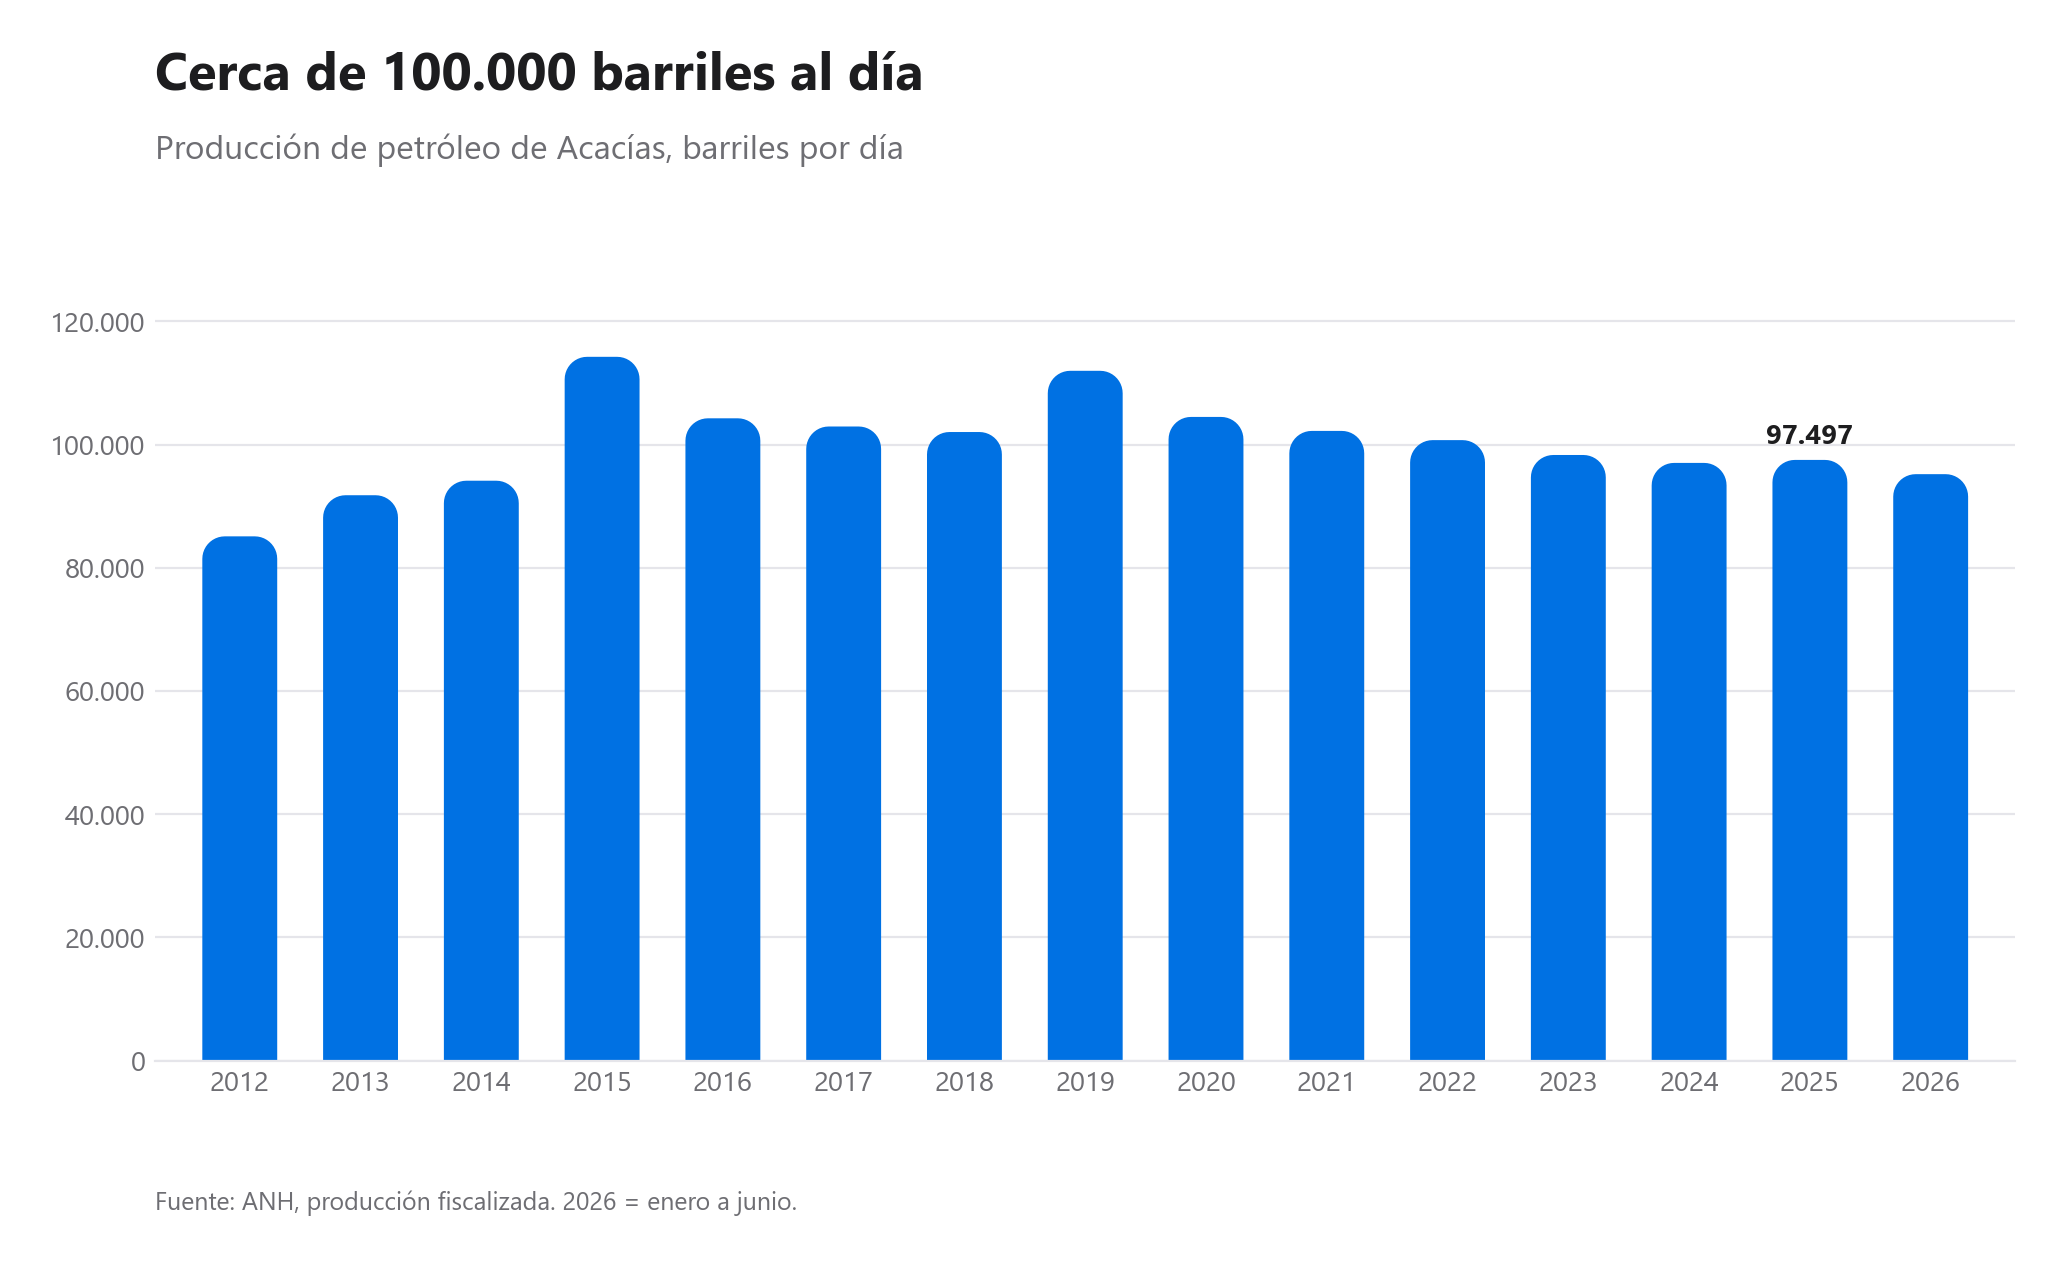 Cerca de 100.000 barriles al día
Producción de petróleo de Acacías, barriles por día
120.000
100.000
80.000
60.000
40.000
20.000
0
97.497
2012 2013 2014 2015 2016 2017 2018 2019 2020 2021 2022 2023 2024 2025 2026
Fuente: ANH, producción fiscalizada. 2026 = enero a junio.